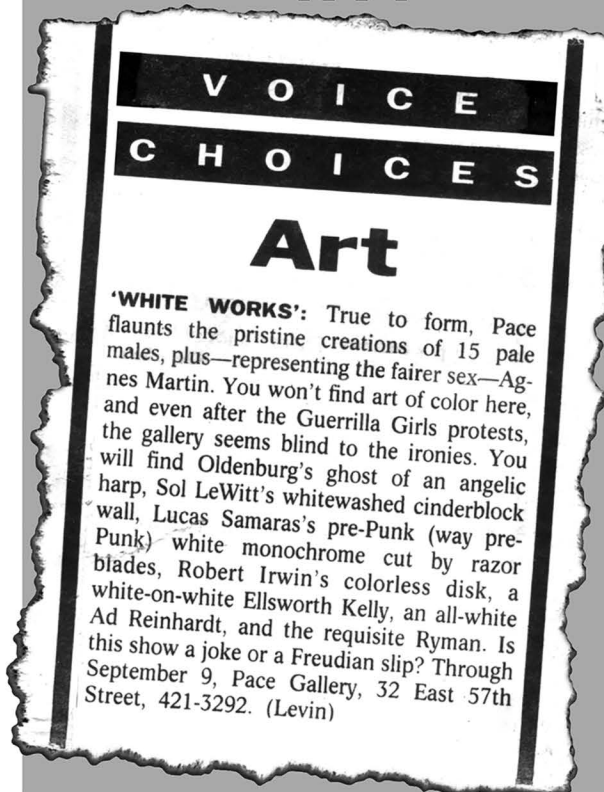 VOICE
CHOICES
Art
'WHITE WORKS': True to form, Pace
flaunts the pristine creations of 15 pale
males, plus—representing the fairer sex—Ag-
nes Martin. You won't find art of color here,
and even after the Guerrilla Girls protests,
the gallery seems blind to the ironies. You
will find Oldenburg's ghost of an angelic
harp, Sol LeWitt's whitewashed cinderblock
wall, Lucas Samaras's pre-Punk (way pre-
Punk) white monochrome cut by razor
blades, Robert Irwin's colorless disk, a
white-on-white Ellsworth Kelly, an all-white
Ad Reinhardt, and the requisite Ryman. Is
this show a joke or a Freudian slip? Through
September 9, Pace Gallery, 32 East 57th
Street, 421-3292. (Levin)